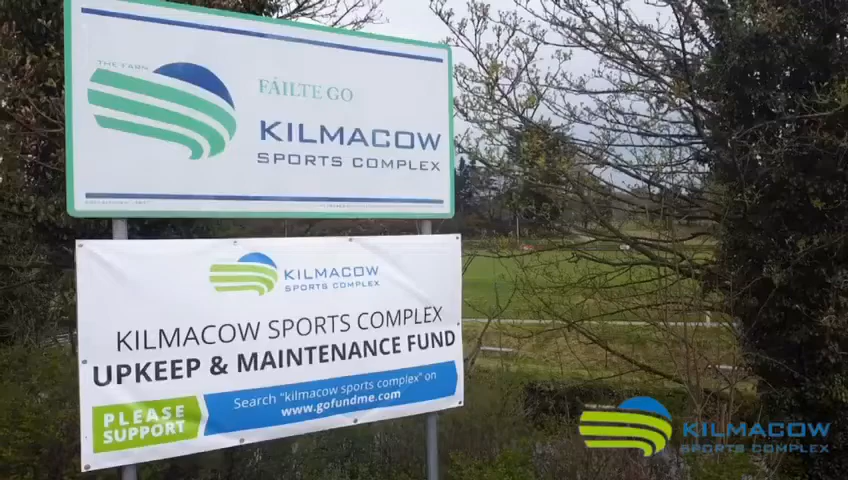 THE FARM
FÁILTE GO
KILMACOW
SPORTS COMPLEX
KILMACOW
SPORTS COMPLEX
KILMACOW SPORTS COMPLEX
UPKEEP & MAINTENANCE FUND
PLEASE
SUPPORT
Search "kilmacow sports complex" on
www.gofundme.com
KILMACOW
SPORTS COMPLEX